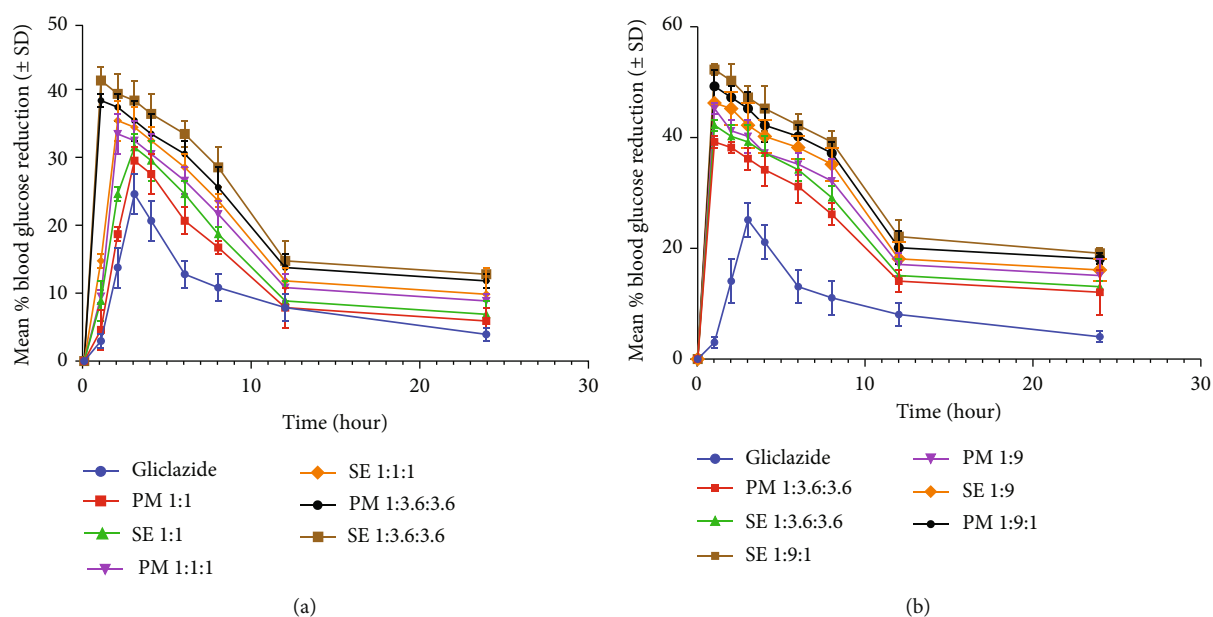 Mean % blood glucose reduction (± SD)
50
40
30
20
10
0
0
10
20
30
Time (hour)
Gliclazide
PM 1:1
SE 1:1
PM 1:1:1
SE 1:1:1
PM 1:3.6:3.6
SE 1:3.6:3.6
(a)
Mean % blood glucose reduction (± SD)
60
40
20
0
0
10
20
30
Time (hour)
Gliclazide
PM 1:3.6:3.6
SE 1:3.6:3.6
SE 1:9:1
PM 1:9
SE 1:9
PM 1:9:1
(b)